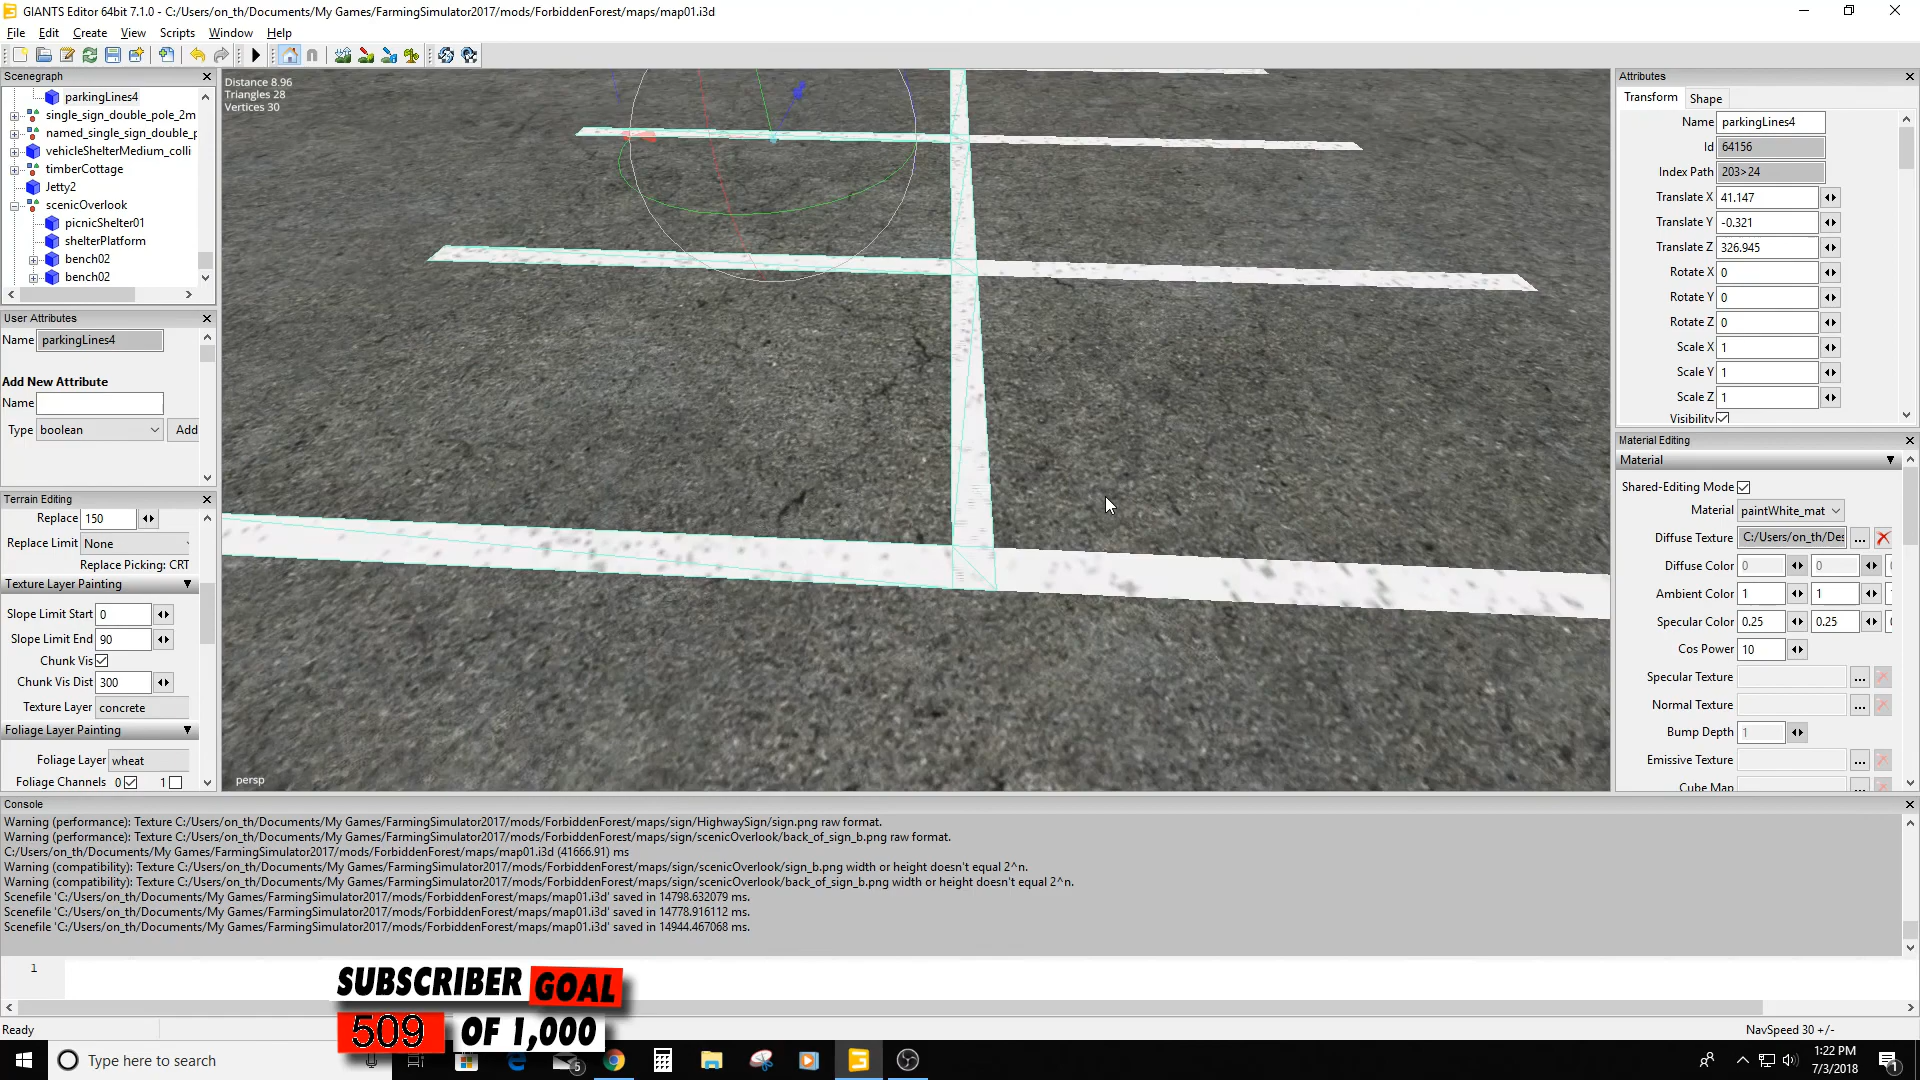 GIANTS Editor 64bit 7.1.0 - C:/Users/on_th/Documents/My Games/FarmingSimulator2017/mods/ForbiddenForest/maps/map01.i3d
File Edit Create View Scripts Window Help
Scenegraph
parkingLines4
single_sign_double_pole_2m
named_single_sign_double_p
vehicleShelterMedium_colli
timberCottage
Jetty2
scenicOverlook
picnicShelter01
shelterPlatform
bench02
bench02
User Attributes
Name parkingLines4
Add New Attribute
Name
Type boolean Add
Terrain Editing
Replace 150
Replace Limit None
Replace Picking: CRT
Texture Layer Painting
Slope Limit Start 0
Slope Limit End 90
Chunk Vis
Chunk Vis Dist 300
Texture Layer concrete
Foliage Layer Painting
Foliage Layer wheat
Foliage Channels 0 1
Distance 8.96
Triangles 28
Vertices 30
persp
Attributes
Transform Shape
Name parkingLines4
Id 64156
Index Path 203>24
Translate X 41.147
Translate Y -0.321
Translate Z 326.945
Rotate X 0
Rotate Y 0
Rotate Z 0
Scale X 1
Scale Y 1
Scale Z 1
Visibility
Material Editing
Material
Shared-Editing Mode
Material paintWhite_mat
Diffuse Texture C:/Users/on_th/Des ...
Diffuse Color 0 0
Ambient Color 1 1
Specular Color 0.25 0.25
Cos Power 10
Specular Texture ...
Normal Texture ...
Bump Depth 1
Emissive Texture ...
Cube Map
Console
Warning (performance): Texture C:/Users/on_th/Documents/My Games/FarmingSimulator2017/mods/ForbiddenForest/maps/sign/HighwaySign/sign.png raw format.
Warning (performance): Texture C:/Users/on_th/Documents/My Games/FarmingSimulator2017/mods/ForbiddenForest/maps/sign/scenicOverlook/back_of_sign_b.png raw format.
C:/Users/on_th/Documents/My Games/FarmingSimulator2017/mods/ForbiddenForest/maps/map01.i3d (41666.91) ms
Warning (compatibility): Texture C:/Users/on_th/Documents/My Games/FarmingSimulator2017/mods/ForbiddenForest/maps/sign/scenicOverlook/sign_b.png width or height doesn't equal 2^n.
Warning (compatibility): Texture C:/Users/on_th/Documents/My Games/FarmingSimulator2017/mods/ForbiddenForest/maps/sign/scenicOverlook/back_of_sign_b.png width or height doesn't equal 2^n.
Scenefile 'C:/Users/on_th/Documents/My Games/FarmingSimulator2017/mods/ForbiddenForest/maps/map01.i3d' saved in 14798.632079 ms.
Scenefile 'C:/Users/on_th/Documents/My Games/FarmingSimulator2017/mods/ForbiddenForest/maps/map01.i3d' saved in 14778.916112 ms.
Scenefile 'C:/Users/on_th/Documents/My Games/FarmingSimulator2017/mods/ForbiddenForest/maps/map01.i3d' saved in 14944.467068 ms.
1
SUBSCRIBER GOAL
509 OF 1,000
Ready
NavSpeed 30 +/-
Type here to search
5
1:22 PM
7/3/2018
1